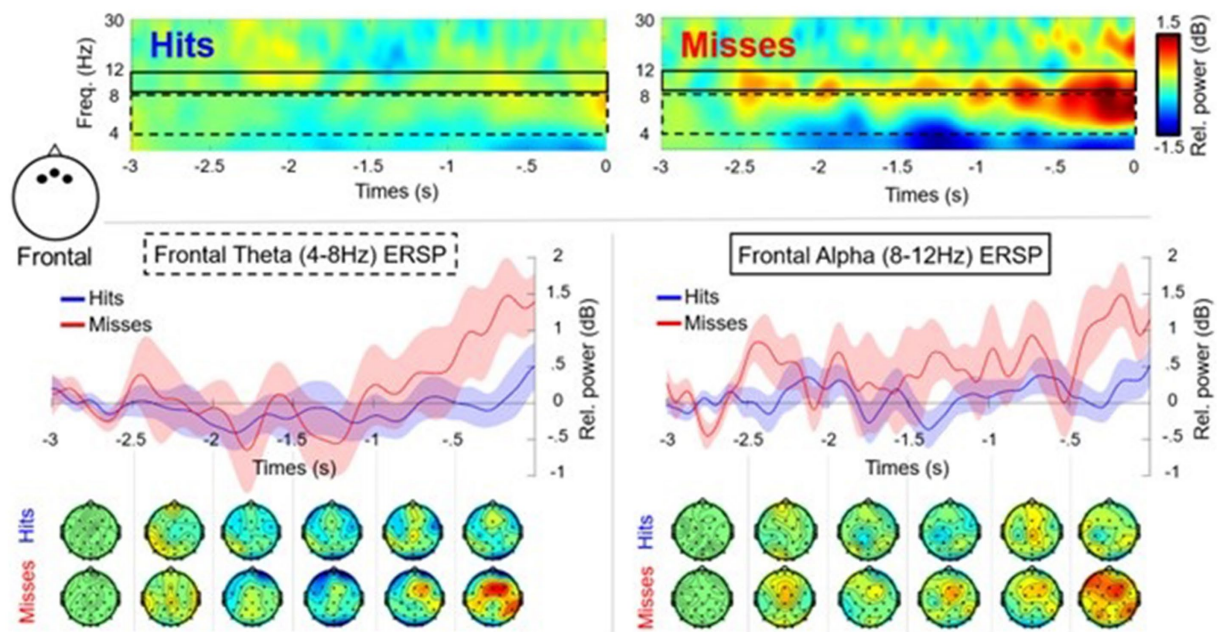 30
12
8
4
Freq. (Hz)
Hits
-3
-2.5
-2
-1.5
-1
-.5
0
Times (s)
Misses
-3
-2
-1.5
-1
-.5
0
Times (s)
1.5
-1.5
Rel. power (dB)
30
12
8
4
Frontal
Frontal Theta (4-8Hz) ERSP
Hits
Misses
2
1.5
1
.5
0
-.5
-1
Rel. power (dB)
-3
-2.5
-2
-1.5
-1
-.5
Times (s)
Hits
Misses
Frontal Alpha (8-12Hz) ERSP
Hits
Misses
2
1.5
1
.5
0
-.5
-1
Rel. power (dB)
-3
-2.5
-2
-1.5
-1
-.5
Times (s)
Hits
Misses